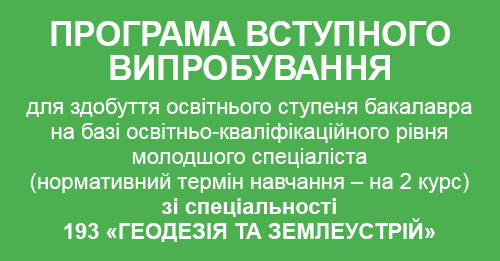 ПРОГРАМА ВСТУПНОГО
ВИПРОБУВАННЯ
для здобуття освітнього ступеня бакалавра
на базі освітньо-кваліфікаційного рівня
молодшого спеціаліста
(нормативний термін навчання – на 2 курс)
зі спеціальності
193 «ГЕОДЕЗІЯ ТА ЗЕМЛЕУСТРІЙ»